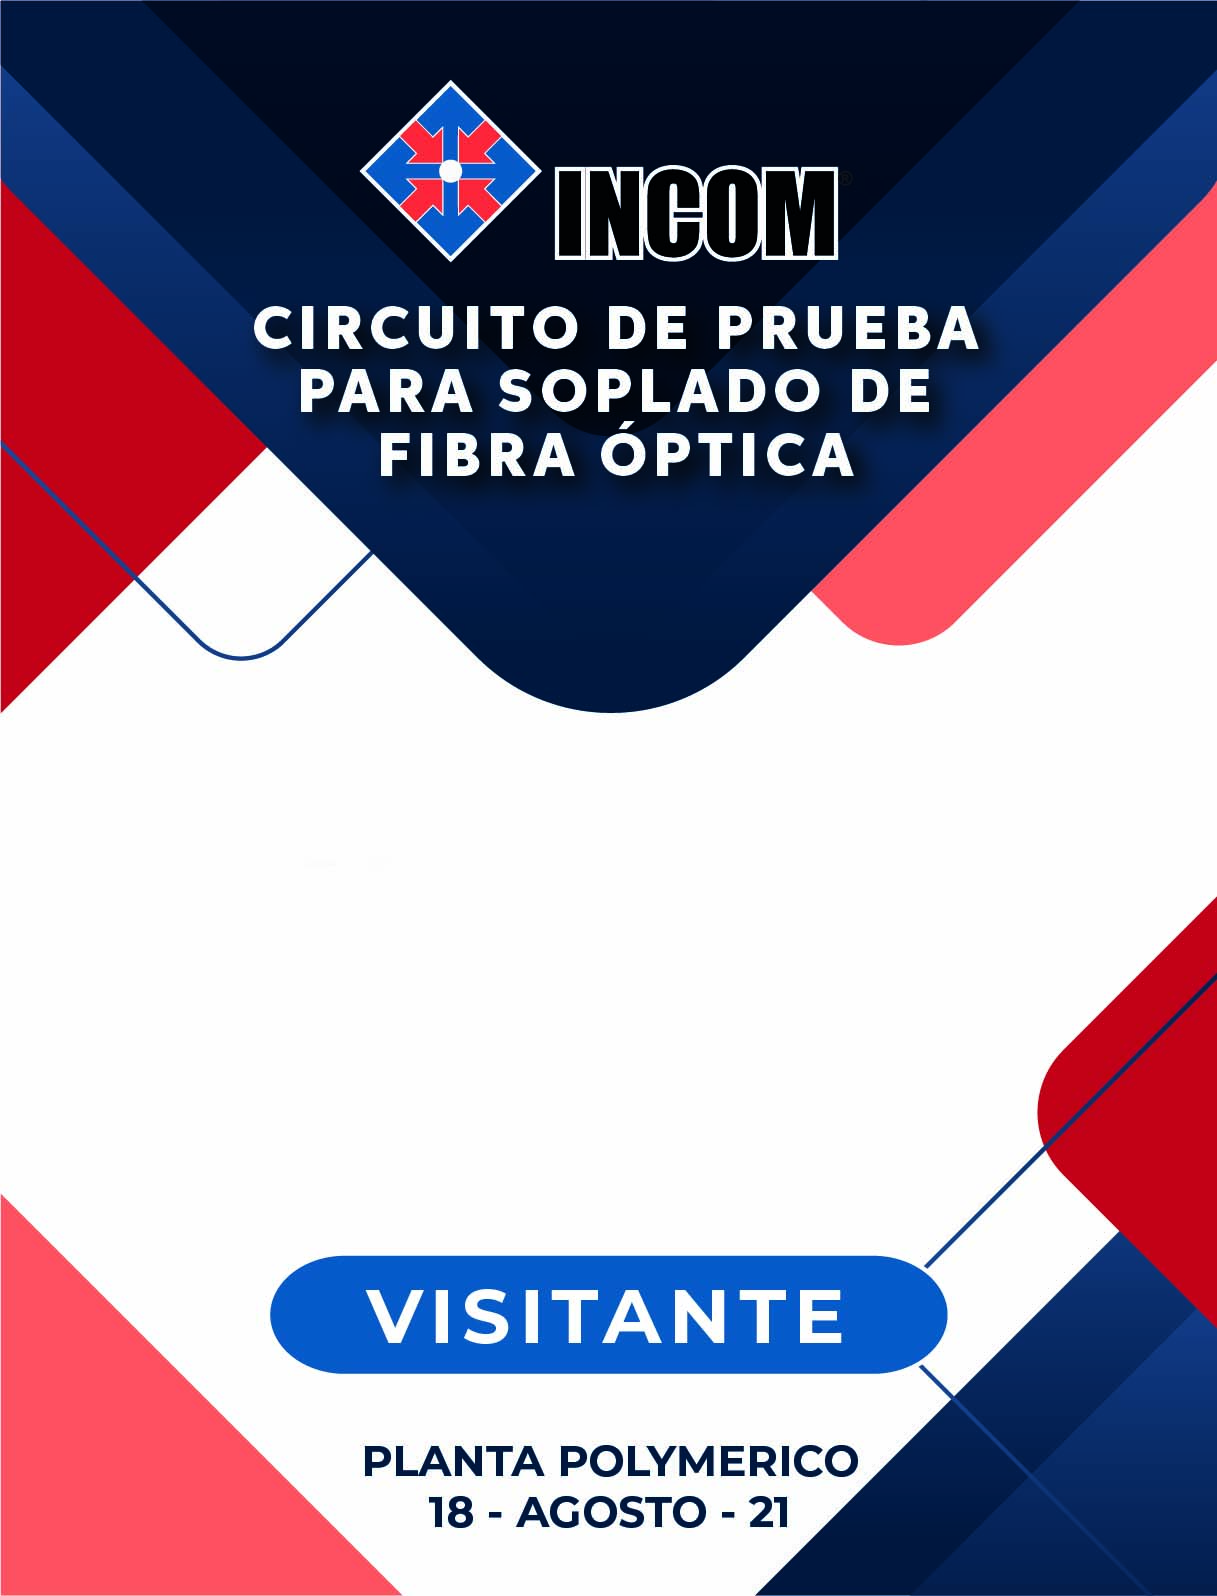 INCOM®
CIRCUITO DE PRUEBA
PARA SOPLADO DE
FIBRA ÓPTICA
VISITANTE
PLANTA POLYMERICO
18 - AGOSTO - 21